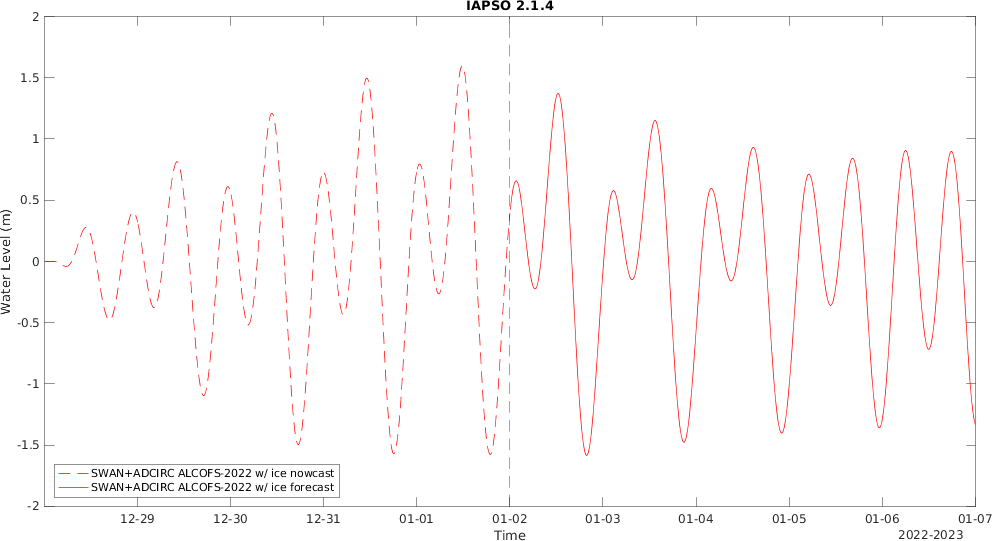 IAPSO 2.1.4
2
1.5
1
0.5
0
-0.5
-1
-1.5
-2
Water Level (m)
SWAN+ADCIRC ALCOFS-2022 w/ ice nowcast
SWAN+ADCIRC ALCOFS-2022 w/ ice forecast
12-29 12-30 12-31 01-01 01-02 01-03 01-04 01-05 01-06 01-07
Time
2022-2023